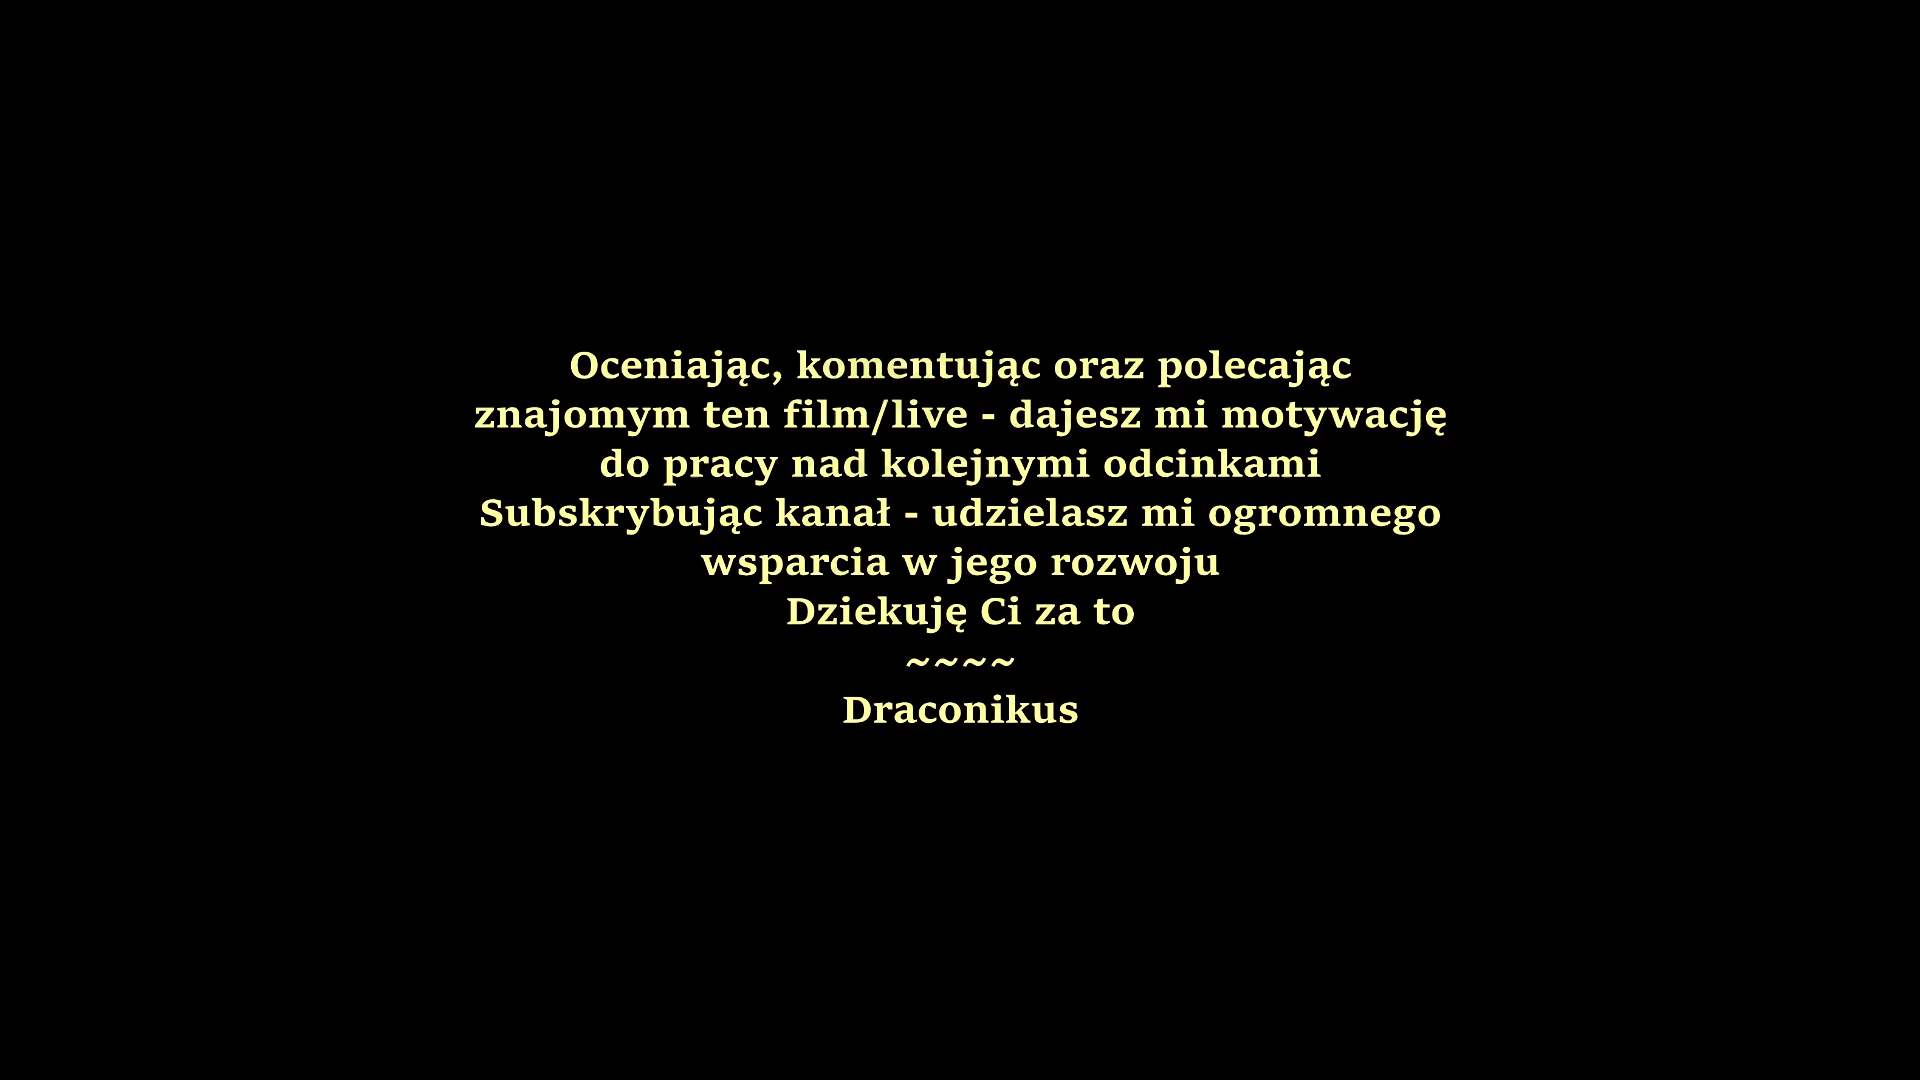 Oceniając, komentując oraz polecając
znajomym ten film/live - dajesz mi motywację
do pracy nad kolejnymi odcinkami
Subskrybując kanał - udzielasz mi ogromnego
wsparcia w jego rozwoju
Dziekuję Ci za to
~~~~
Draconikus